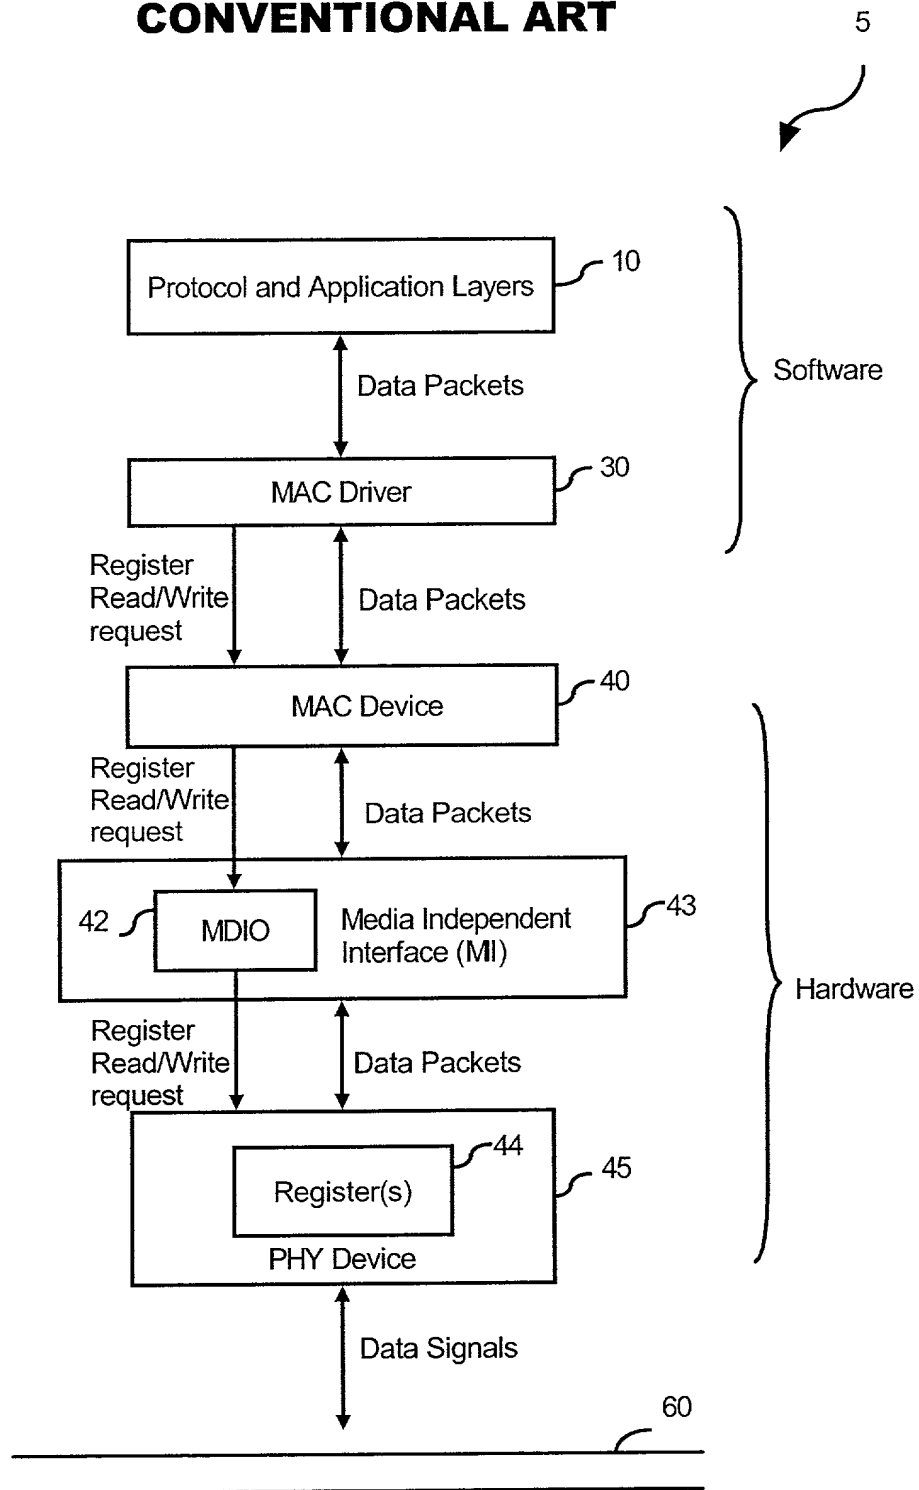 CONVENTIONAL ART
5
Protocol and Application Layers
10
Data Packets
Software
MAC Driver
30
Register
Read/Write
request
Data Packets
MAC Device
40
Register
Read/Write
request
Data Packets
42
MDIO
Media Independent
Interface (MI)
43
Hardware
Register
Read/Write
request
Data Packets
44
Register(s)
45
PHY Device
Data Signals
60